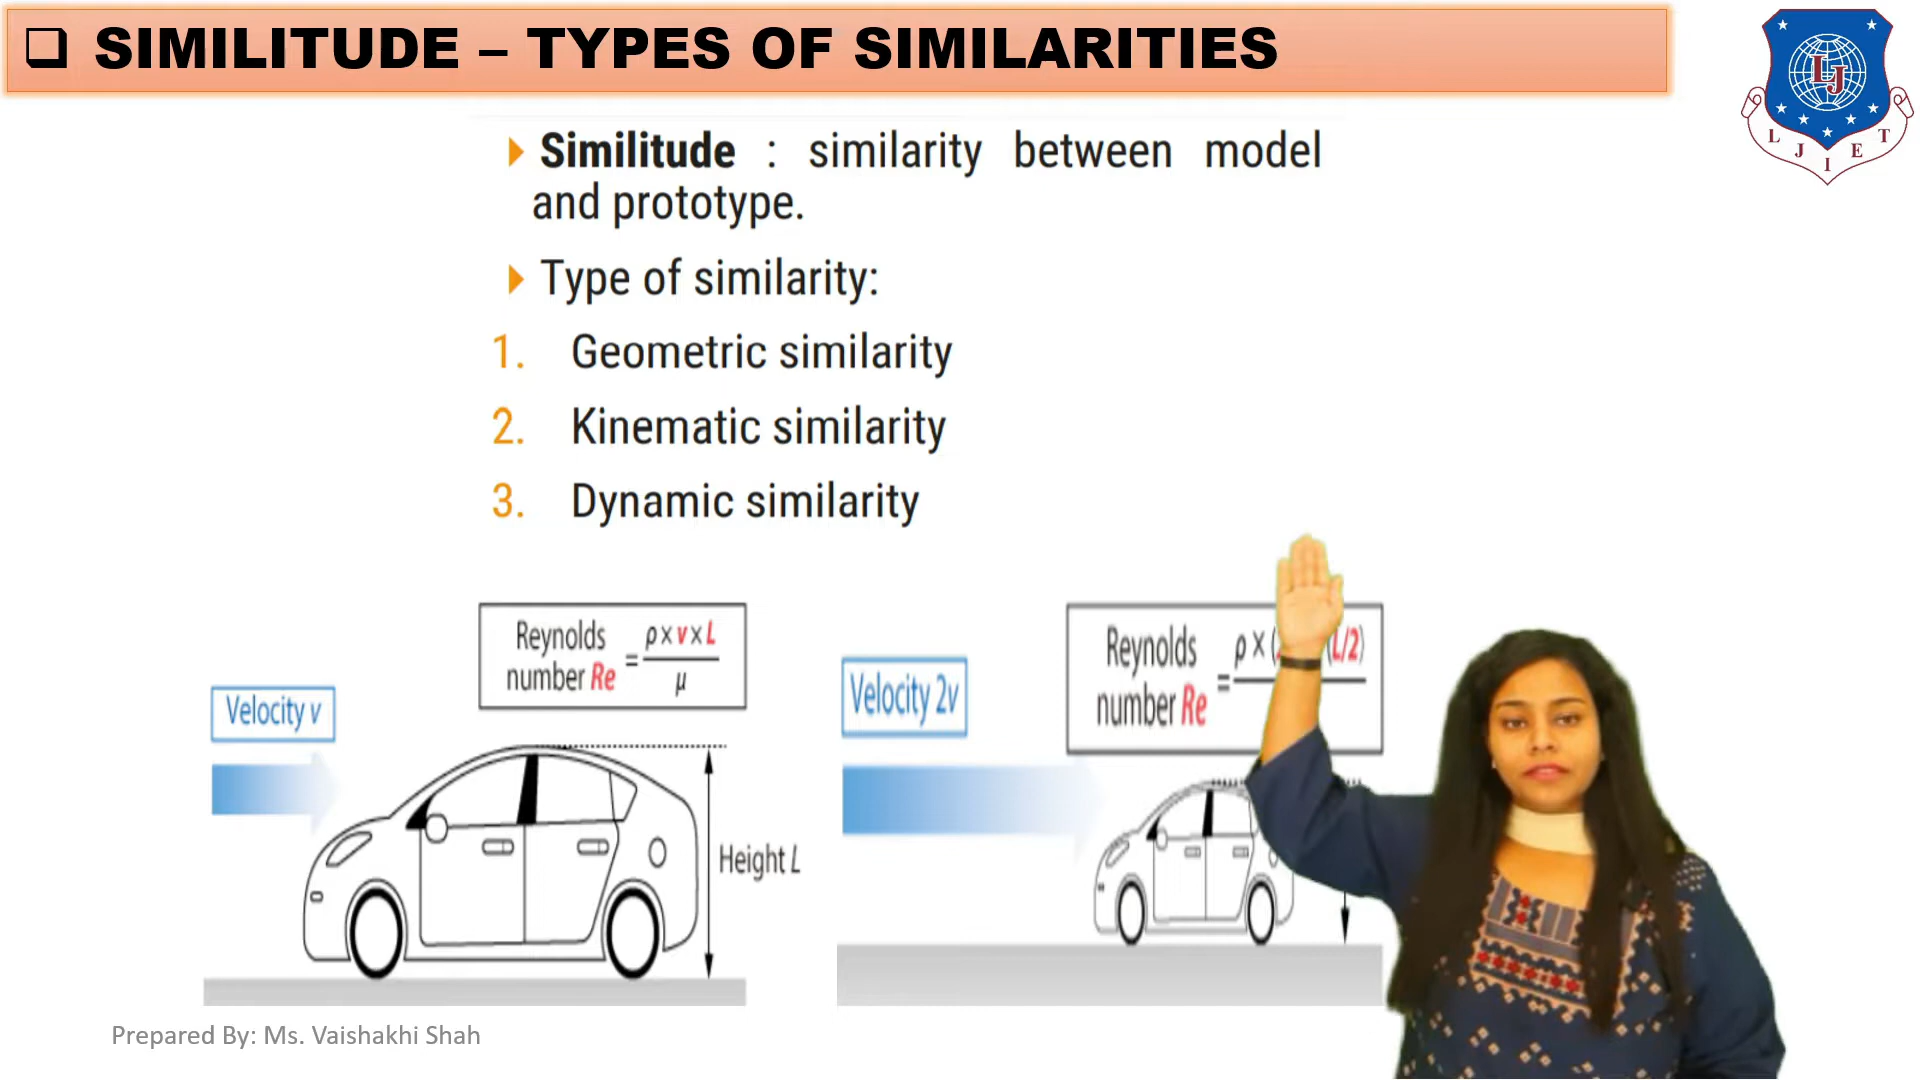 ❑ SIMILITUDE – TYPES OF SIMILARITIES
L J I E T
LJ
Similitude : similarity between model
and prototype.
Type of similarity:
1. Geometric similarity
2. Kinematic similarity
3. Dynamic similarity
Reynolds number Re = ρ×v×L / μ
Velocity v
Height L
Reynolds number Re = ρ × ( (L/2)
Velocity 2v
Prepared By: Ms. Vaishakhi Shah